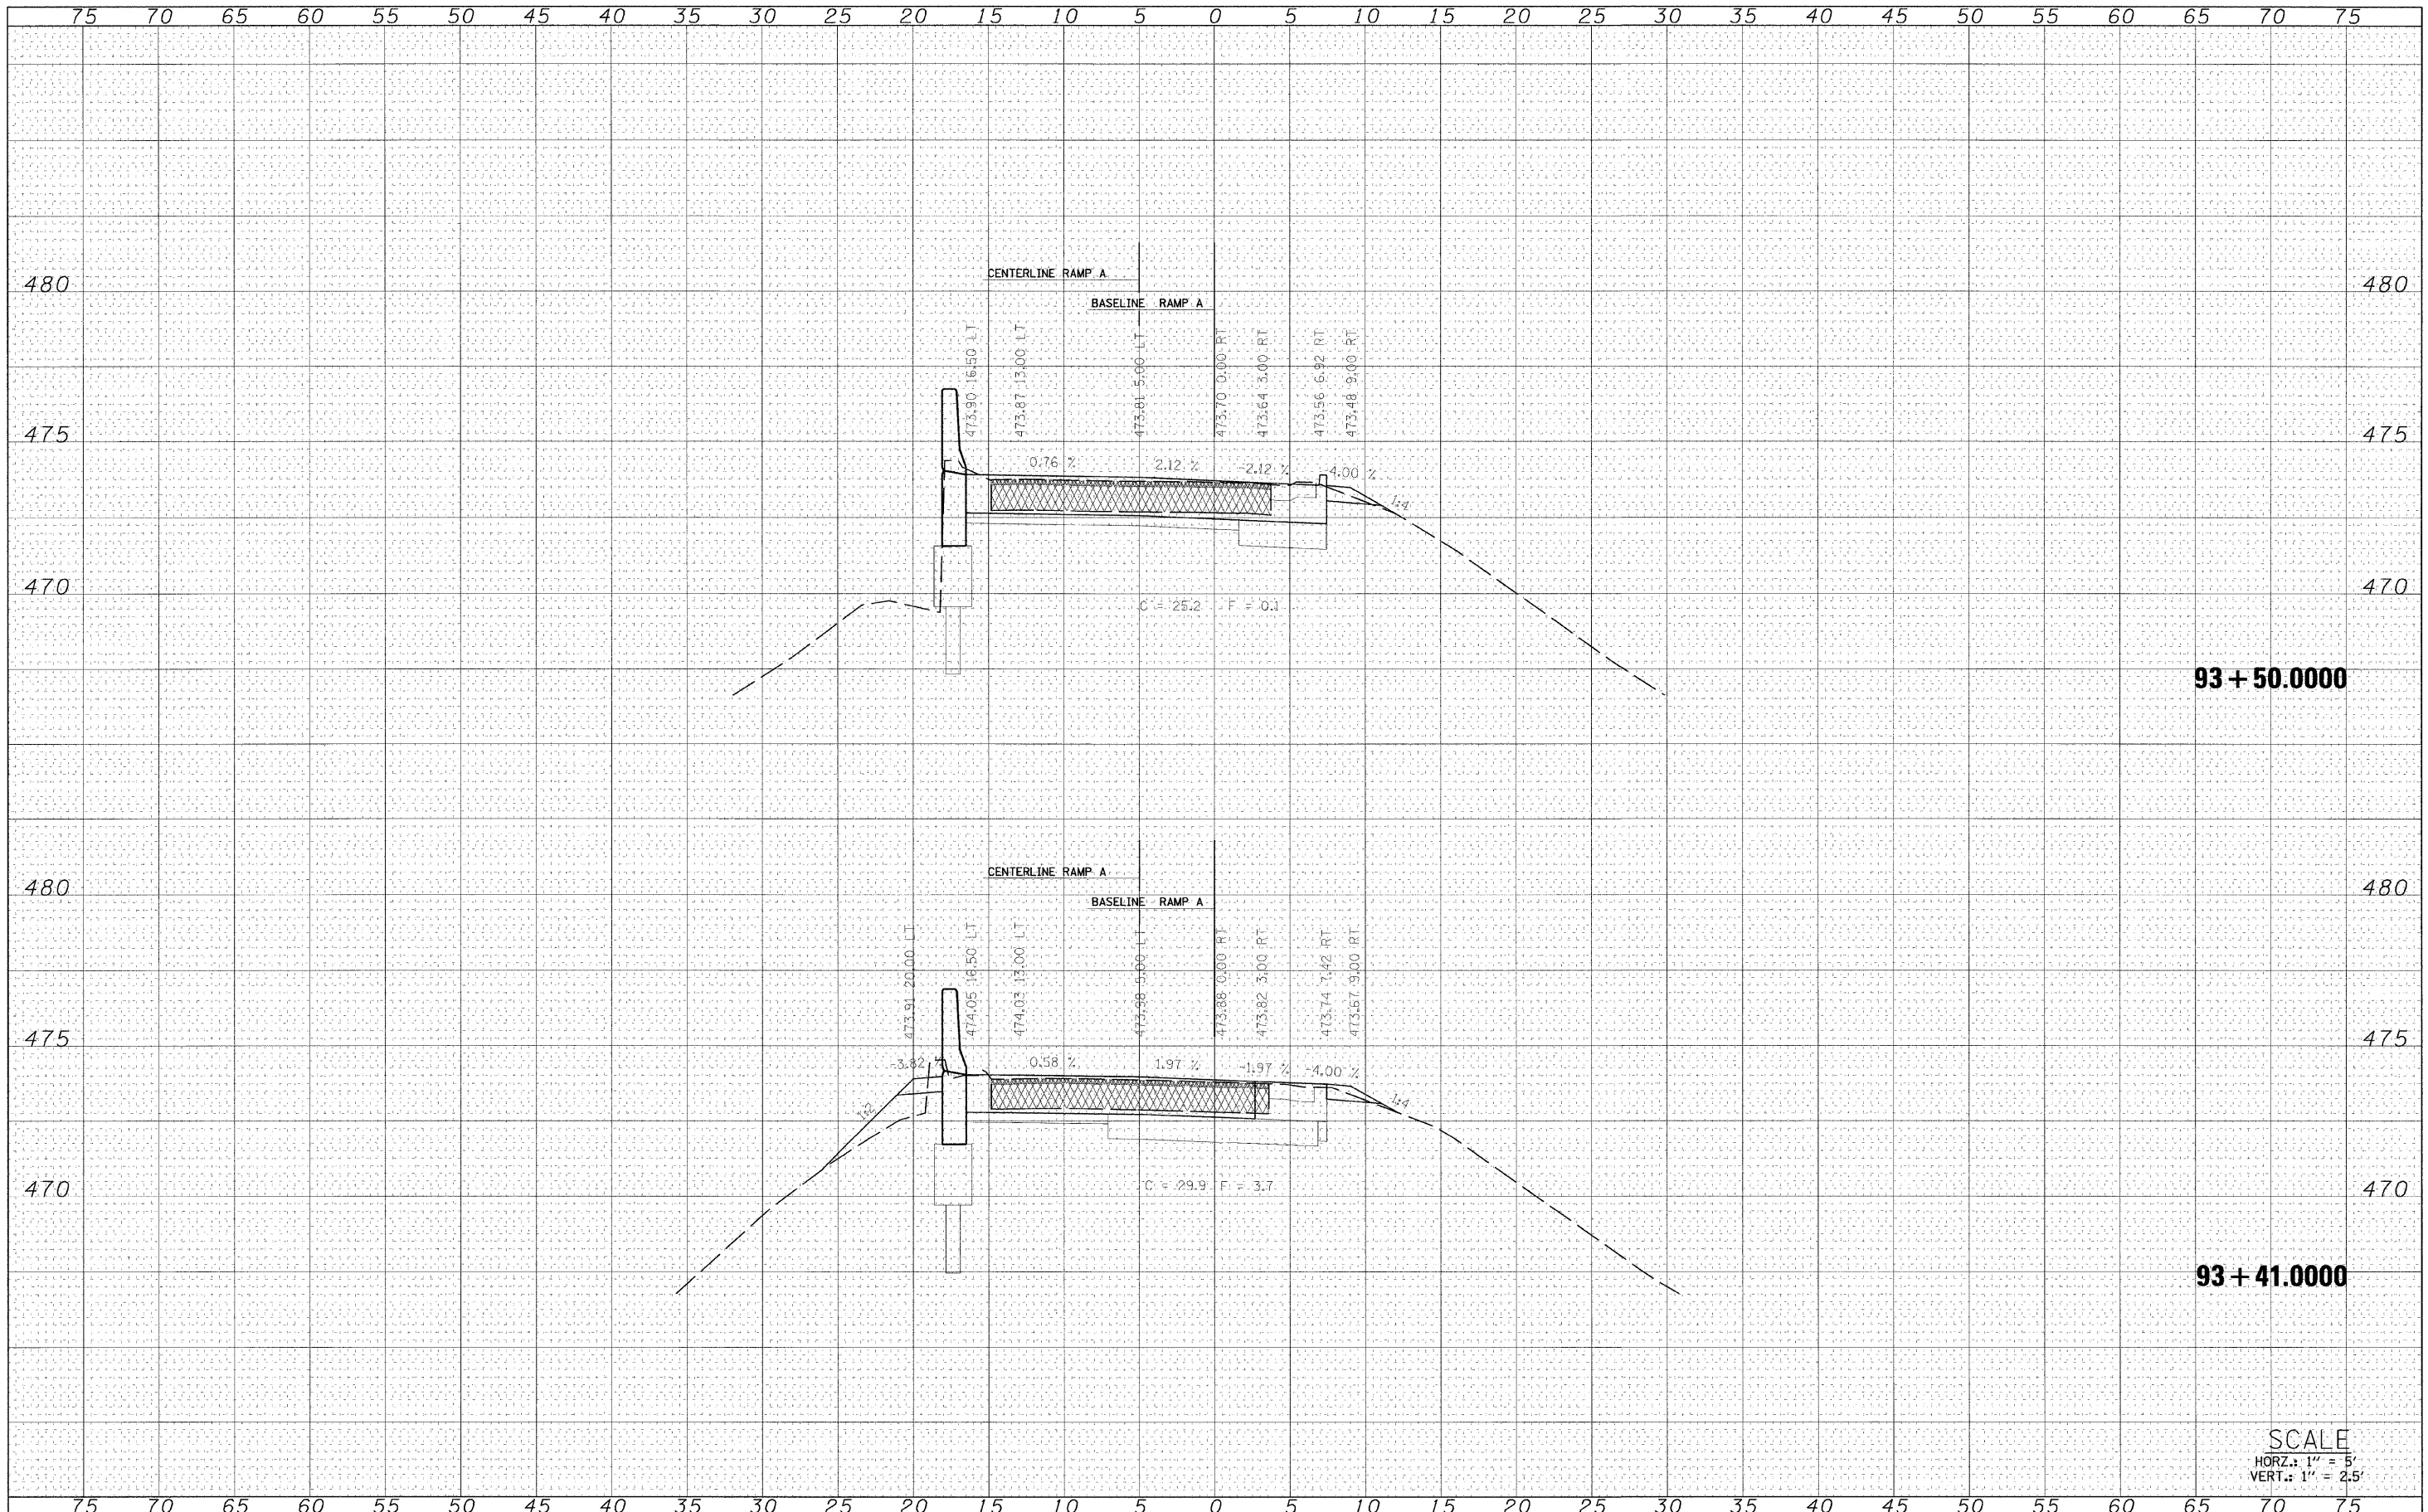 75 70 65 60 55 50 45 40 35 30 25 20 15 10 5 0 5 10 15 20 25 30 35 40 45 50 55 60 65 70 75
CENTERLINE RAMP A
480 480
BASELINE RAMP A
473.90 16.50 LT
473.87 13.00 LT
473.81 5.00 LT
473.70 0.00 RT
473.64 3.00 RT
473.56 6.92 RT
473.48 9.00 RT
475 475
0.76 % 2.12 % -2.12 % -4.00 %
1:4
470 470
C = 25.2 F = 0.1
93+50.0000
CENTERLINE RAMP A
480 480
BASELINE RAMP A
473.91 20.00 LT
474.05 16.50 LT
474.03 13.00 LT
473.98 5.00 LT
473.88 0.00 RT
473.82 3.00 RT
473.74 7.42 RT
473.67 9.00 RT
475 475
-3.82 % 0.58 % 1.97 % -1.97 % -4.00 %
1:2 1:4
470 470
C = 29.9 F = 3.7
93+41.0000
SCALE
HORZ.: 1" = 5'
VERT.: 1" = 2.5'
75 70 65 60 55 50 45 40 35 30 25 20 15 10 5 0 5 10 15 20 25 30 35 40 45 50 55 60 65 70 75